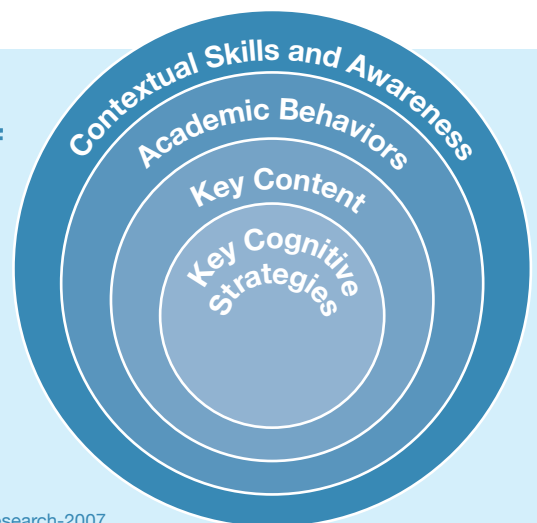 Contextual Skills and Awareness
Academic Behaviors
Key Content
Key Cognitive
Strategies
search-2007